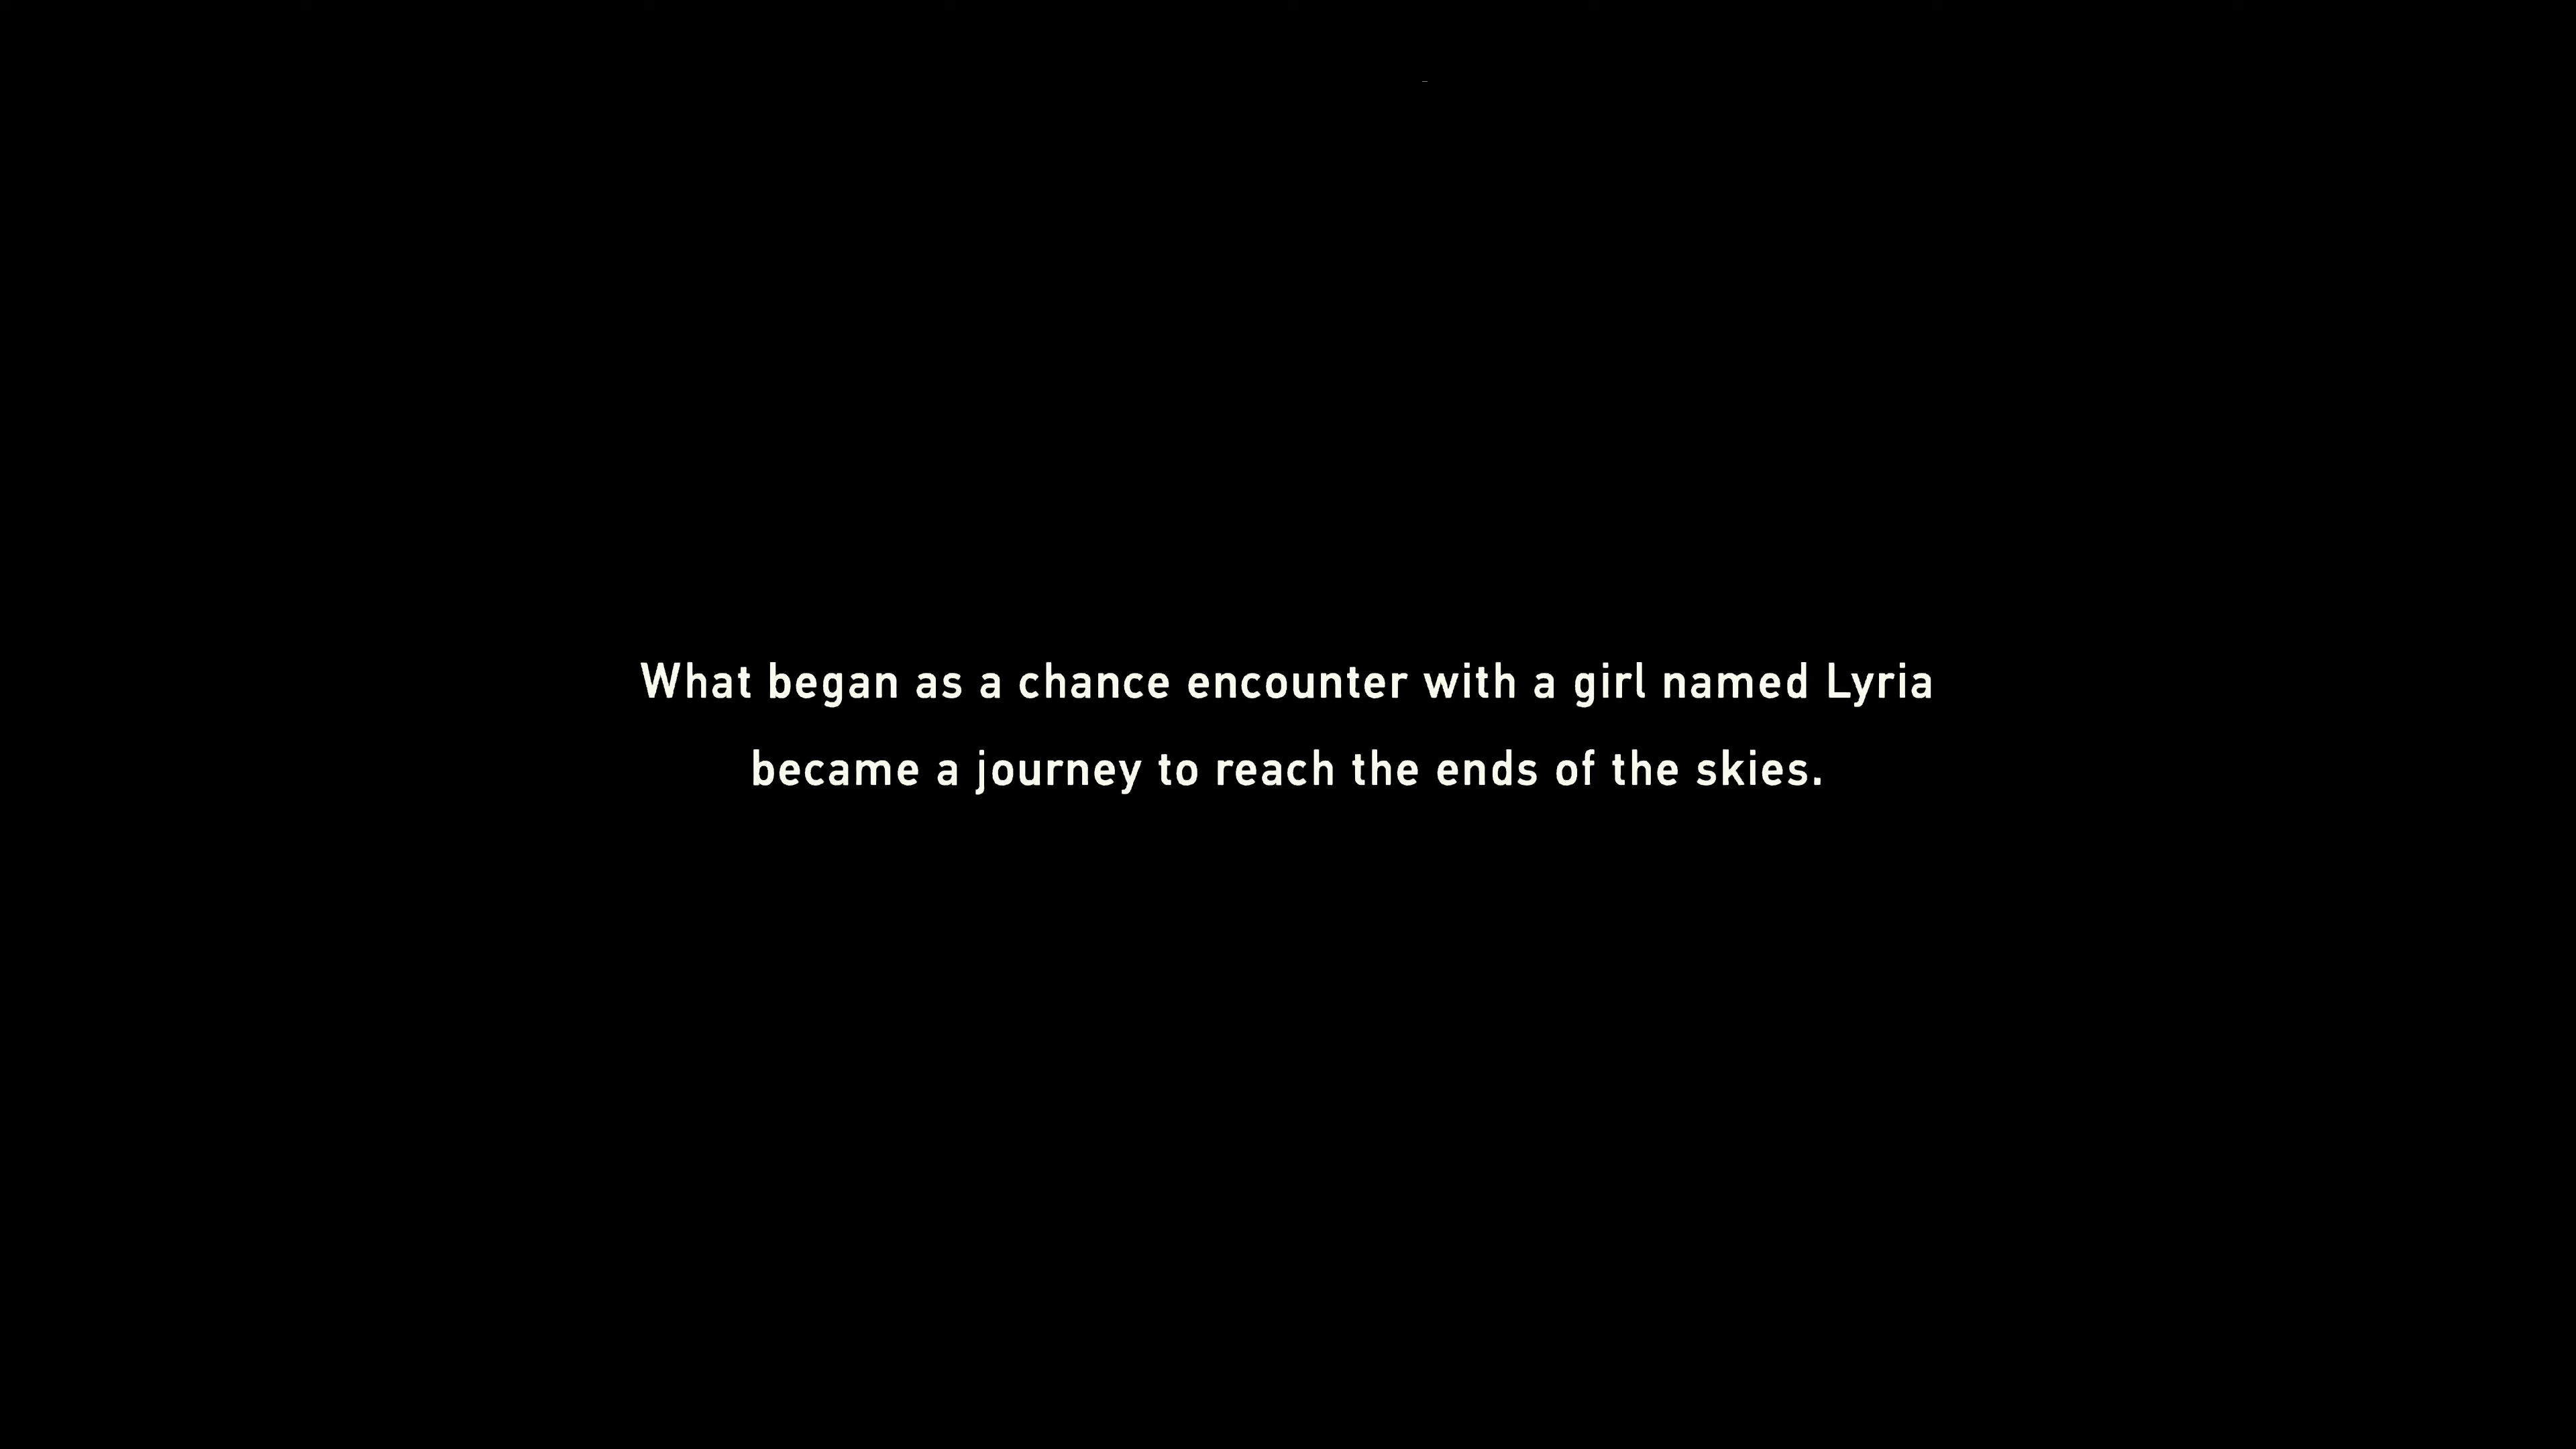 What began as a chance encounter with a girl named Lyria
became a journey to reach the ends of the skies.